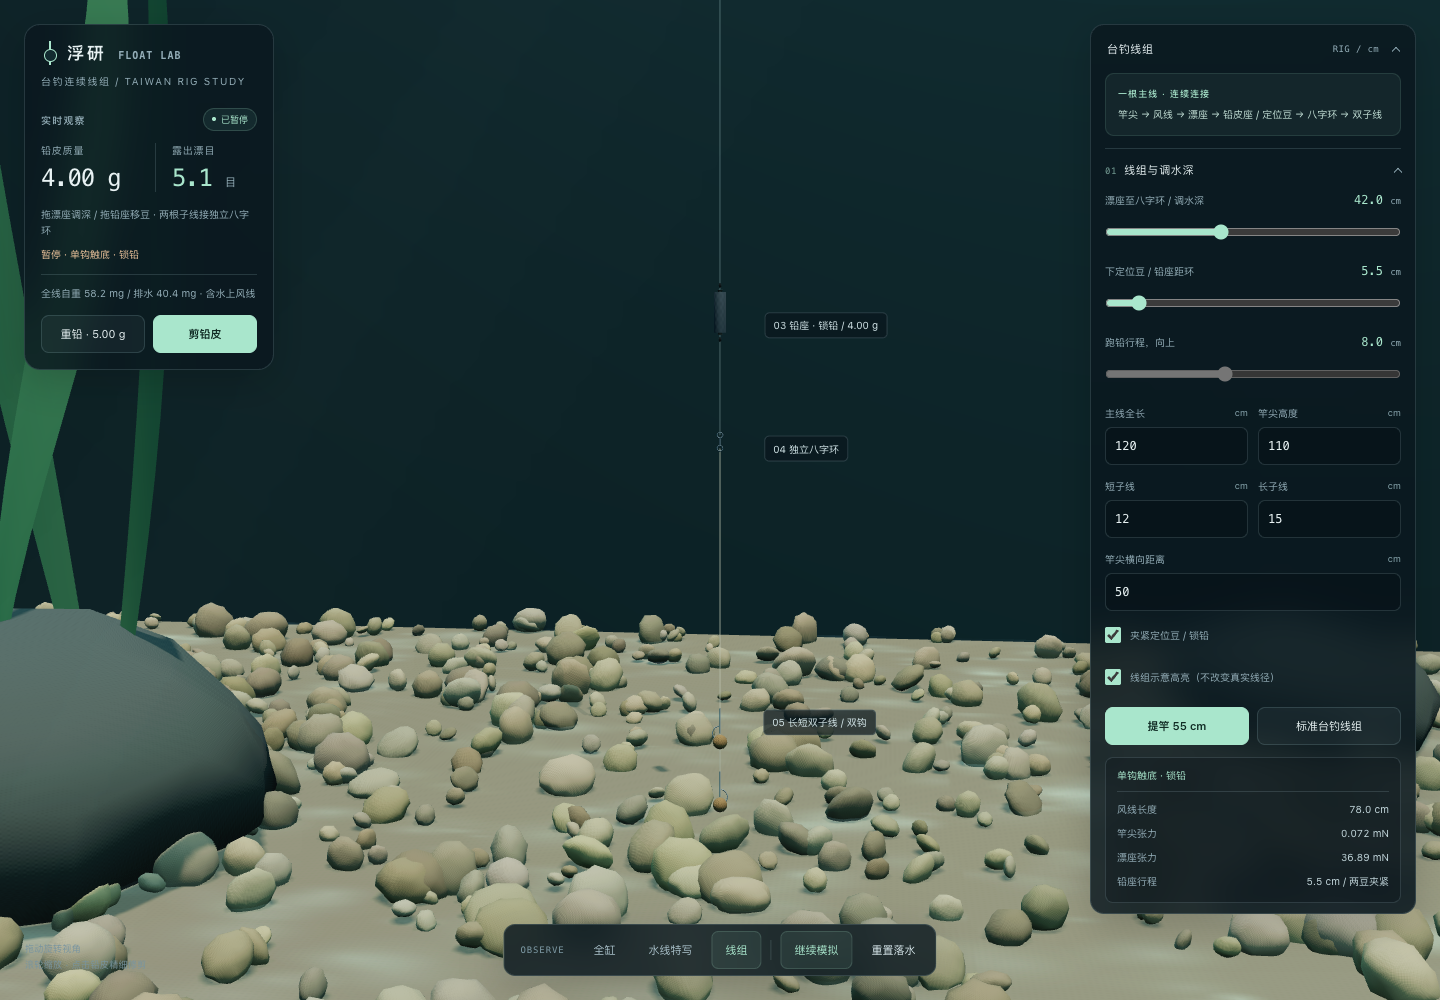 浮研 FLOAT LAB
台钓连续线组 / TAIWAN RIG STUDY
实时观察
已暂停
铅皮质量
4.00 g
露出漂目
5.1 目
拖漂座调深 / 拖铅座移豆 · 两根子线接独立八字
环
暂停 · 单钩触底 · 锁铅
全线自重 58.2 mg / 排水 40.4 mg · 含水上风线
重铅 · 5.00 g
剪铅皮
03 铅座 · 锁铅 / 4.00 g
04 独立八字环
05 长短双子线 / 双钩
台钓线组 RIG / cm
一根主线 · 连续连接
竿尖 → 风线 → 漂座 → 铅皮座 / 定位豆 → 八字环 → 双子线
01 线组与调水深
漂座至八字环 / 调水深 42.0 cm
下定位豆 / 铅座距环 5.5 cm
跑铅行程，向上 8.0 cm
主线全长 cm
120
竿尖高度 cm
110
短子线 cm
12
长子线 cm
15
竿尖横向距离 cm
50
夹紧定位豆 / 锁铅
线组示意高亮（不改变真实线径）
提竿 55 cm
标准台钓线组
单钩触底 · 锁铅
风线长度 78.0 cm
竿尖张力 0.072 mN
漂座张力 36.89 mN
铅座行程 5.5 cm / 两豆夹紧
OBSERVE 全缸 水线特写 线组 继续模拟 重置落水